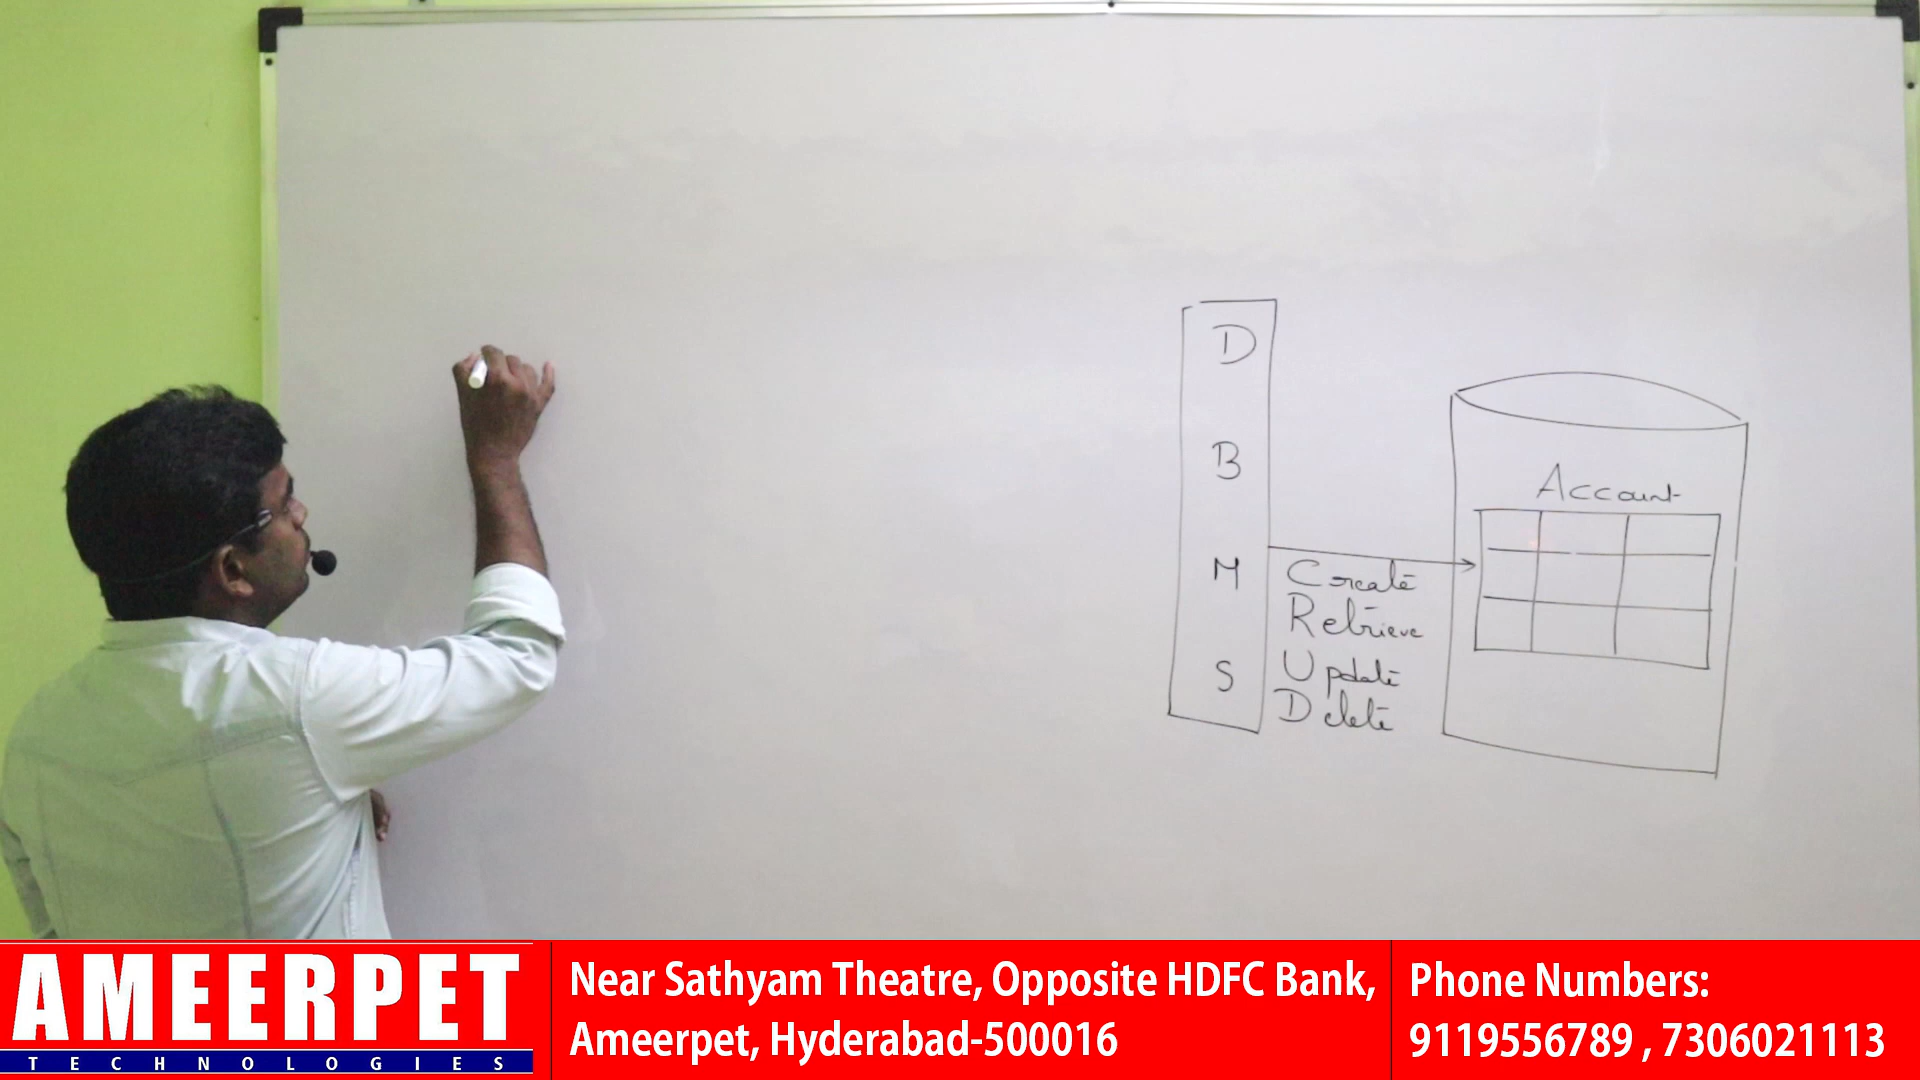 D
B
M
S
Create
Retrieve
Update
Delete
Account
AMEERPET
TECHNOLOGIES
Near Sathyam Theatre, Opposite HDFC Bank,
Ameerpet, Hyderabad-500016
Phone Numbers:
9119556789 , 7306021113